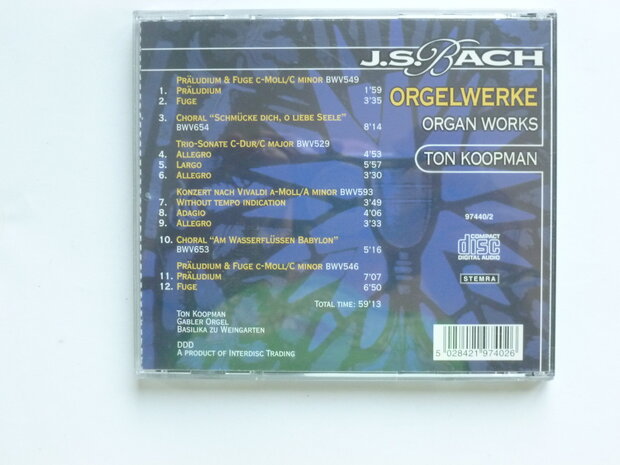 J.S. BACH
ORGELWERKE
ORGAN WORKS
TON KOOPMAN
PRÄLUDIUM & FUGE C-MOLL/C MINOR BWV549
1. PRÄLUDIUM 1'59
2. FUGE 3'35
3. CHORAL "SCHMÜCKE DICH, O LIEBE SEELE"
BWV654 8'14
TRIO-SONATE C-DUR/C MAJOR BWV529
4. ALLEGRO 4'53
5. LARGO 5'57
6. ALLEGRO 3'30
KONZERT NACH VIVALDI A-MOLL/A MINOR BWV593
7. WITHOUT TEMPO INDICATION 3'49
8. ADAGIO 4'06
9. ALLEGRO 3'33
10. CHORAL "AM WASSERFLÜSSEN BABYLON"
BWV653 5'16
PRÄLUDIUM & FUGE C-MOLL/C MINOR BWV546
11. PRÄLUDIUM 7'07
12. FUGE 6'50
TOTAL TIME: 59'13
TON KOOPMAN
GABLER ORGEL
BASILIKA ZU WEINGARTEN
DDD
A PRODUCT OF INTERDISC TRADING
97440/2
COMPACT
disc
DIGITAL AUDIO
STEMRA
5 028421 974026